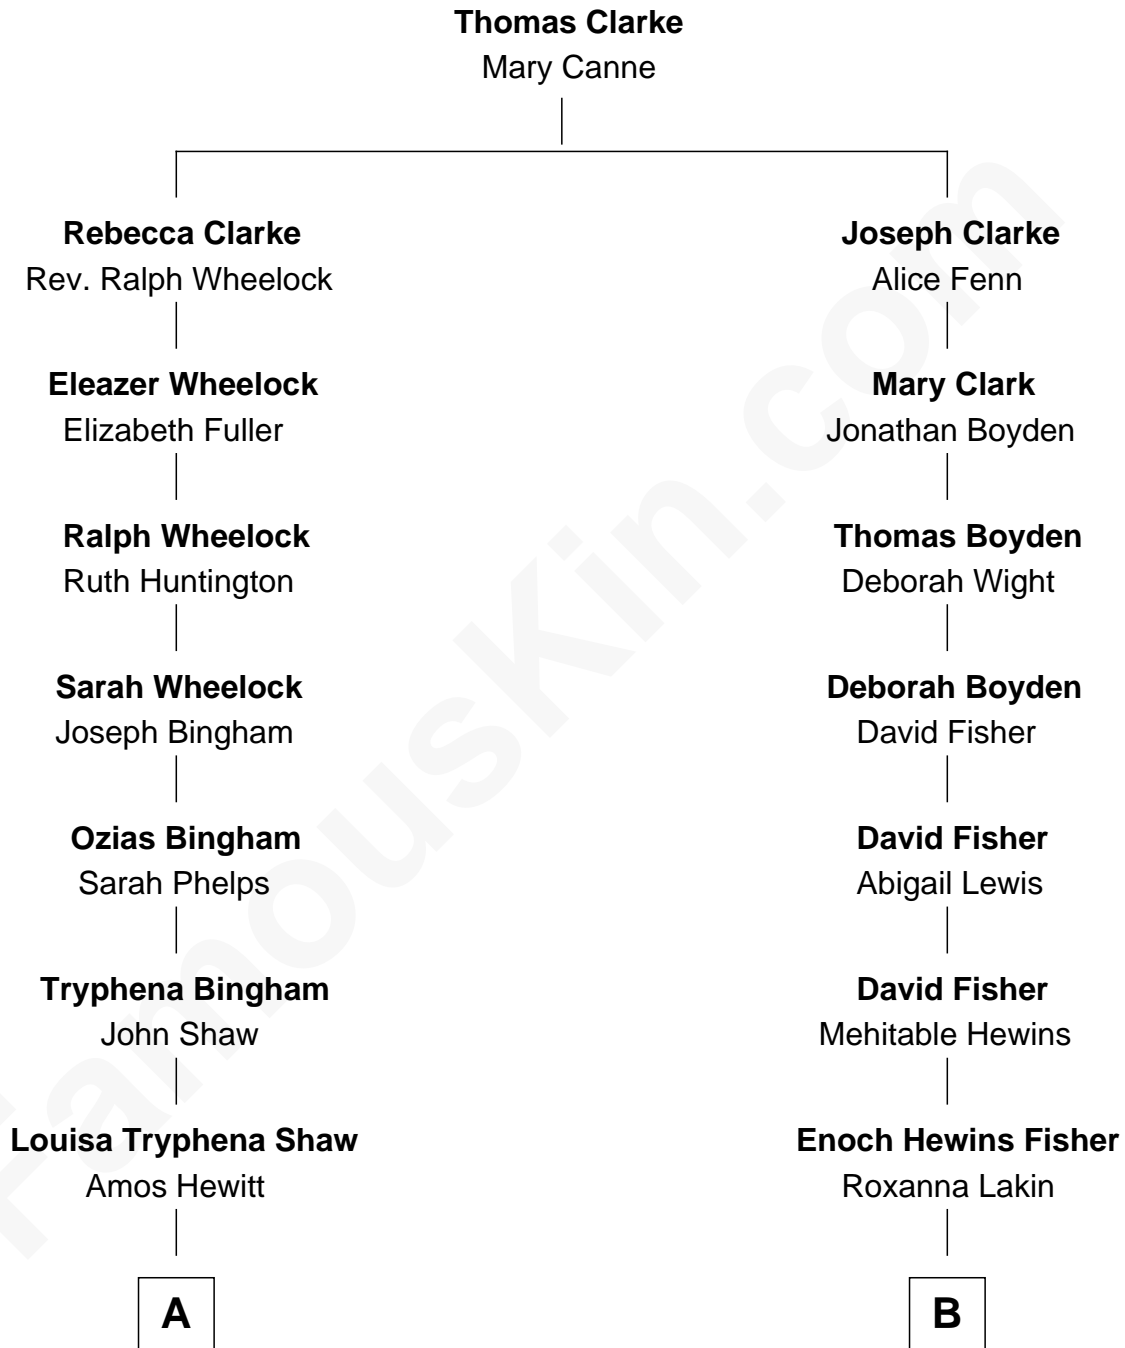 Thomas Clarke
Mary Canne
Rebecca Clarke
Rev. Ralph Wheelock
Joseph Clarke
Alice Fenn
Eleazer Wheelock
Elizabeth Fuller
Mary Clark
Jonathan Boyden
Ralph Wheelock
Ruth Huntington
Thomas Boyden
Deborah Wight
Sarah Wheelock
Joseph Bingham
Deborah Boyden
David Fisher
Ozias Bingham
Sarah Phelps
David Fisher
Abigail Lewis
Tryphena Bingham
John Shaw
David Fisher
Mehitable Hewins
Louisa Tryphena Shaw
Amos Hewitt
Enoch Hewins Fisher
Roxanna Lakin
A
B
FamousKin.com